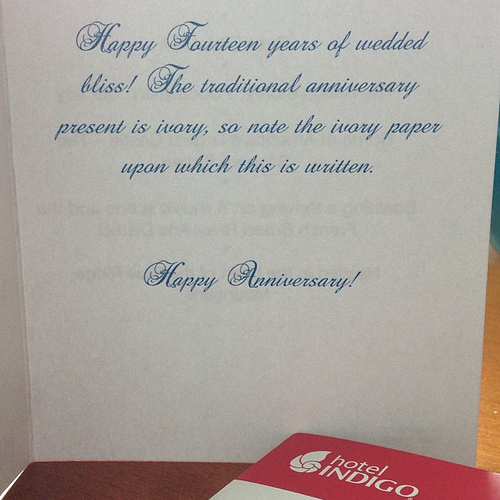 Happy Fourteen years of wedded
bliss! The traditional anniversary
present is ivory, so note the ivory paper
upon which this is written.
Happy Anniversary!
hotel
INDIGO